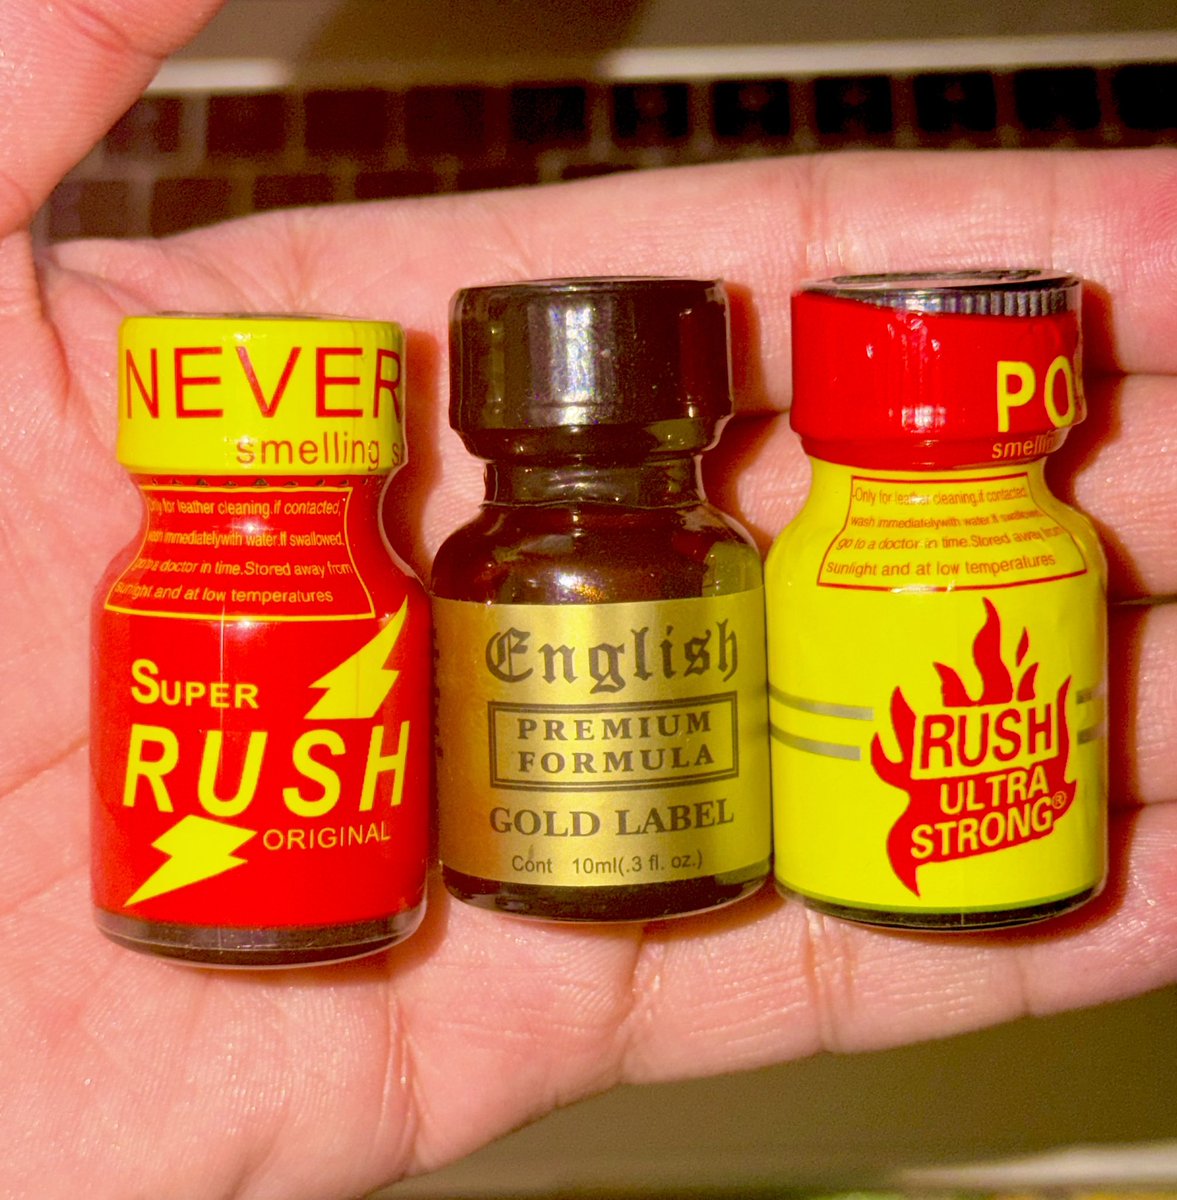 NEVER
smelling
Only for leather cleaning.if contacted,
wash immediatelywith water.If swallowed,
go to a doctor in time.Stored away from
sunlight and at low temperatures
SUPER
RUSH
ORIGINAL
English
PREMIUM
FORMULA
GOLD LABEL
Cont 10ml(.3 fl. oz.)
PO
smellin
-Only for leather cleaning.if contacted,
wash immediatelywith water.If swallowed,
go to a doctor in time.Stored away from
sunlight and at low temperatures
RUSH
ULTRA
STRONG®